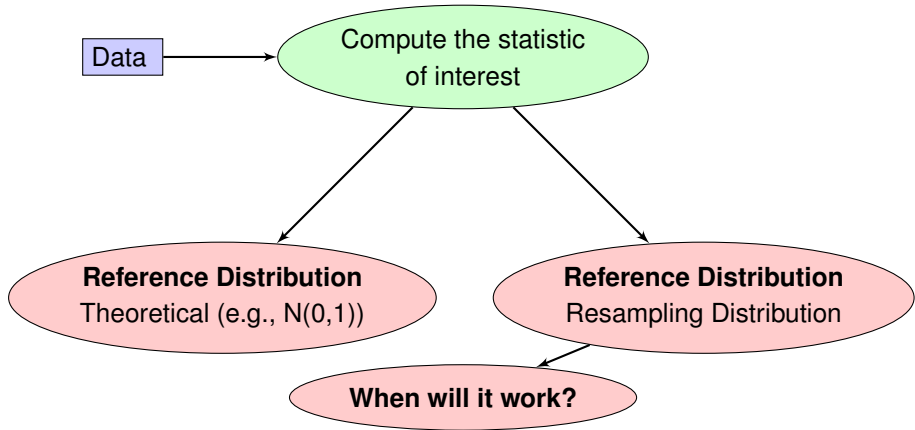 Data
Compute the statistic
of interest
Reference Distribution
Theoretical (e.g., N(0,1))
Reference Distribution
Resampling Distribution
When will it work?